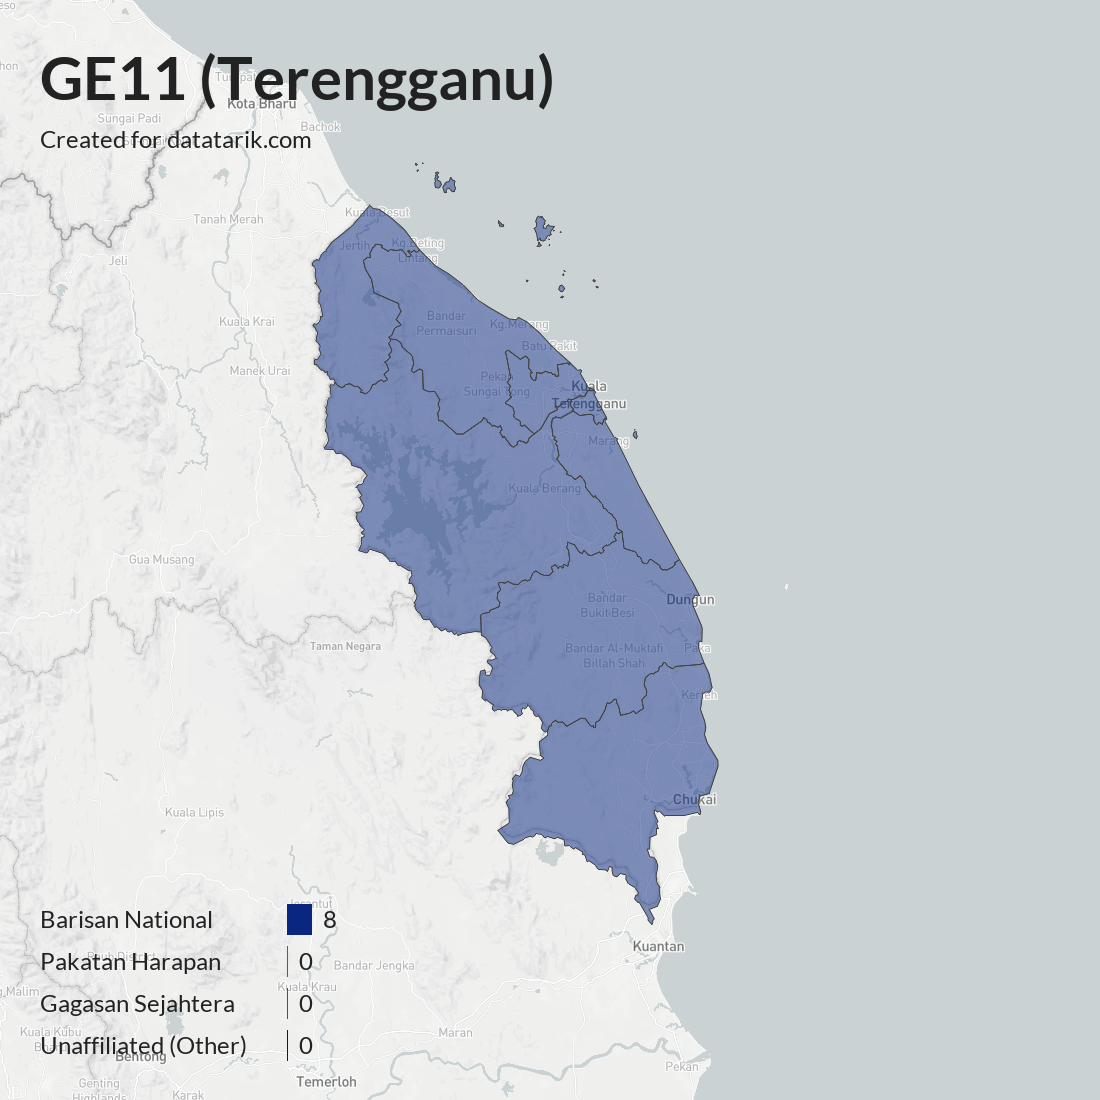 GE11 (Terengganu)
Created for datatarik.com
Kota Bharu
Sungai Padi
Bachok
Kuala Besut
Tanah Merah
Jertih
Kg.Beting
Lintang
Jeli
Kuala Krai
Bandar
Permaisuri
Kg.Merang
Batu Rakit
Manek Urai
Pekan
Sungai Tong
Kuala
Terengganu
Marang
Kuala Berang
Gua Musang
Bandar
Bukit Besi
Dungun
Taman Negara
Bandar Al-Muktafi
Billah Shah
Paka
Kerteh
Chukai
Kuala Lipis
Jerantut
Barisan National 8
Kuantan
Pakatan Harapan 0
Bandar Jengka
Kuala Krau
Gagasan Sejahtera 0
Maran
Kuala Kubu
Unaffiliated (Other) 0
Bentong
Pekan
Temerloh
Genting
Highlands
Karak